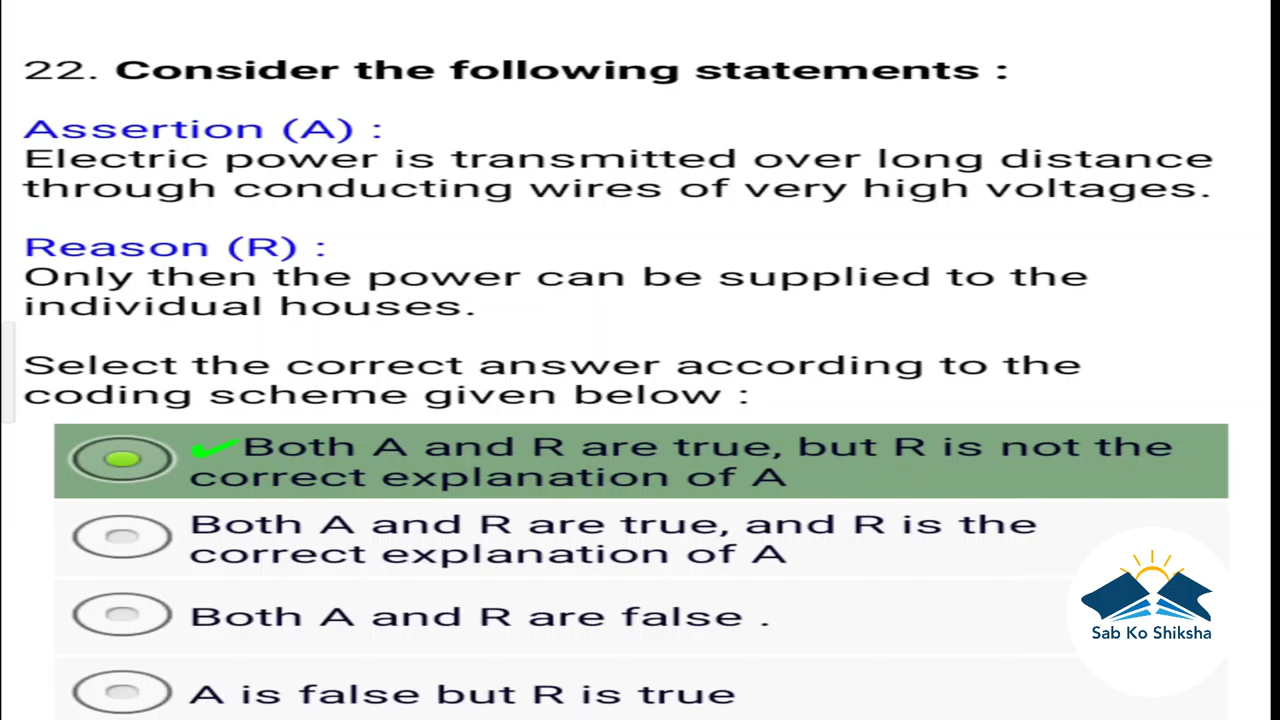 22. Consider the following statements :
Assertion (A) :
Electric power is transmitted over long distance
through conducting wires of very high voltages.
Reason (R) :
Only then the power can be supplied to the
individual houses.
Select the correct answer according to the
coding scheme given below :
✔Both A and R are true, but R is not the
correct explanation of A
Both A and R are true, and R is the
correct explanation of A
Both A and R are false .
A is false but R is true
Sab Ko Shiksha